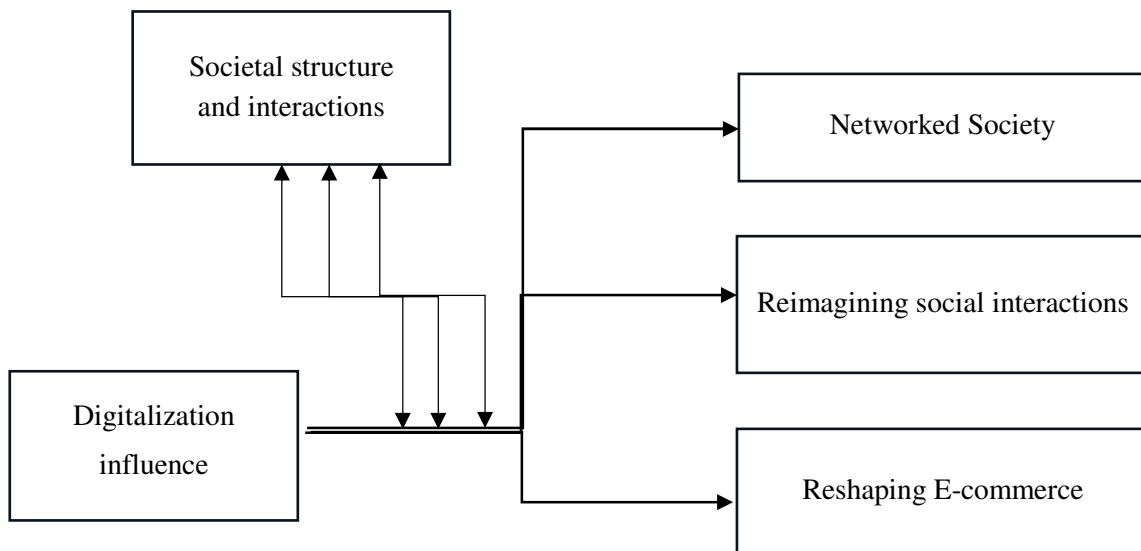 Societal structure
and interactions
Networked Society
Reimagining social interactions
Digitalization
influence
Reshaping E-commerce